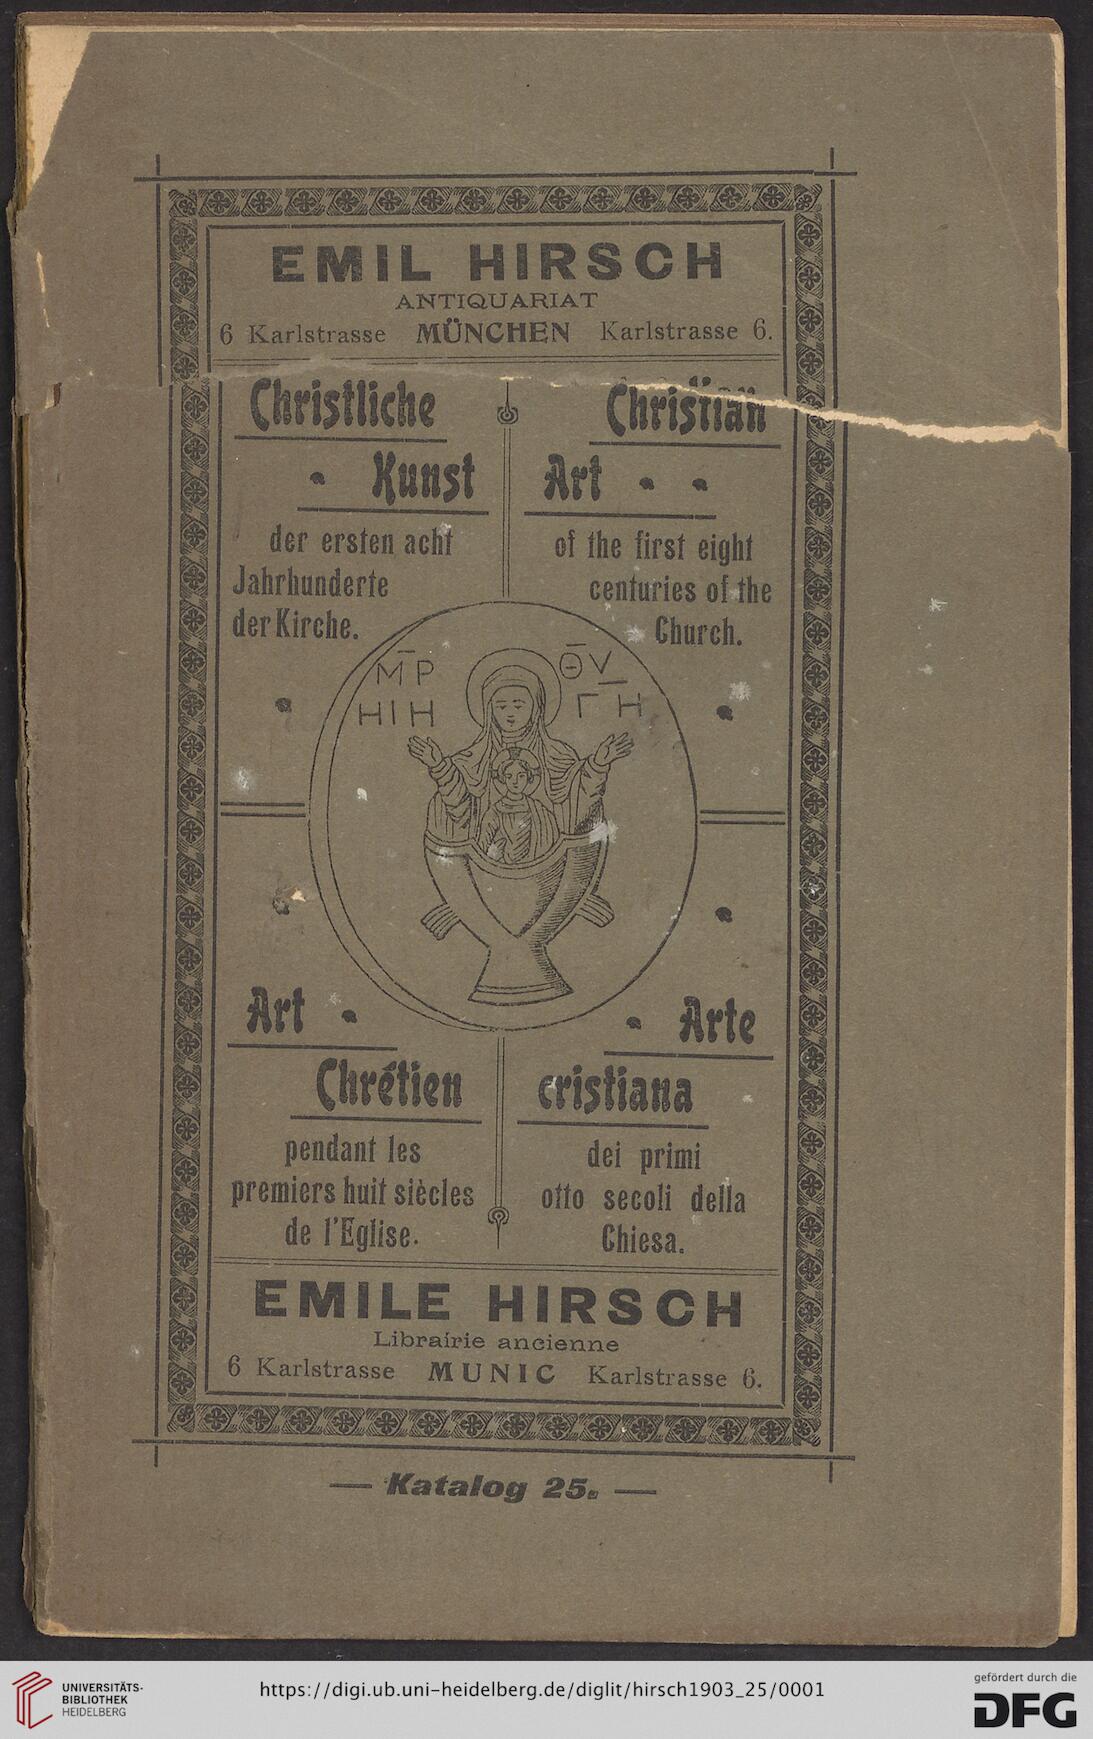 EMIL HIRSCH
ANTIQUARIAT
6 Karlstrasse MÜNCHEN Karlstrasse 6.
Christliche
Kunst
der ersten acht
Jahrhunderte
der Kirche.
Christian
Art
of the first eight
centuries of the
Church.
M̅P Θ̅V
HIH ΓH
Art
Chrétien
pendant les
premiers huit siècles
de l'Eglise.
Arte
cristiana
dei primi
otto secoli della
Chiesa.
EMILE HIRSCH
Librairie ancienne
6 Karlstrasse MUNIC Karlstrasse 6.
— Katalog 25. —
UNIVERSITÄTS-
BIBLIOTHEK
HEIDELBERG
https://digi.ub.uni-heidelberg.de/diglit/hirsch1903_25/0001
gefördert durch die
DFG